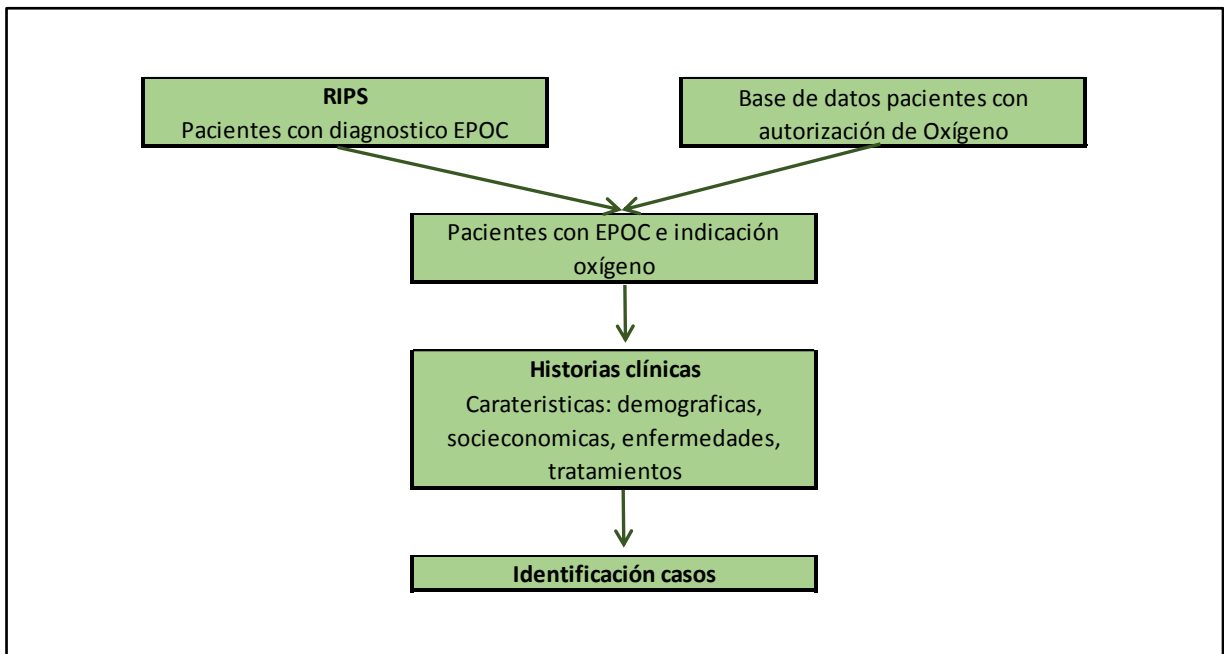 RIPS
Pacientes con diagnostico EPOC
Base de datos pacientes con
autorización de Oxígeno
Pacientes con EPOC e indicación
oxígeno
Historias clínicas
Carateristicas: demograficas,
socieconomicas, enfermedades,
tratamientos
Identificación casos